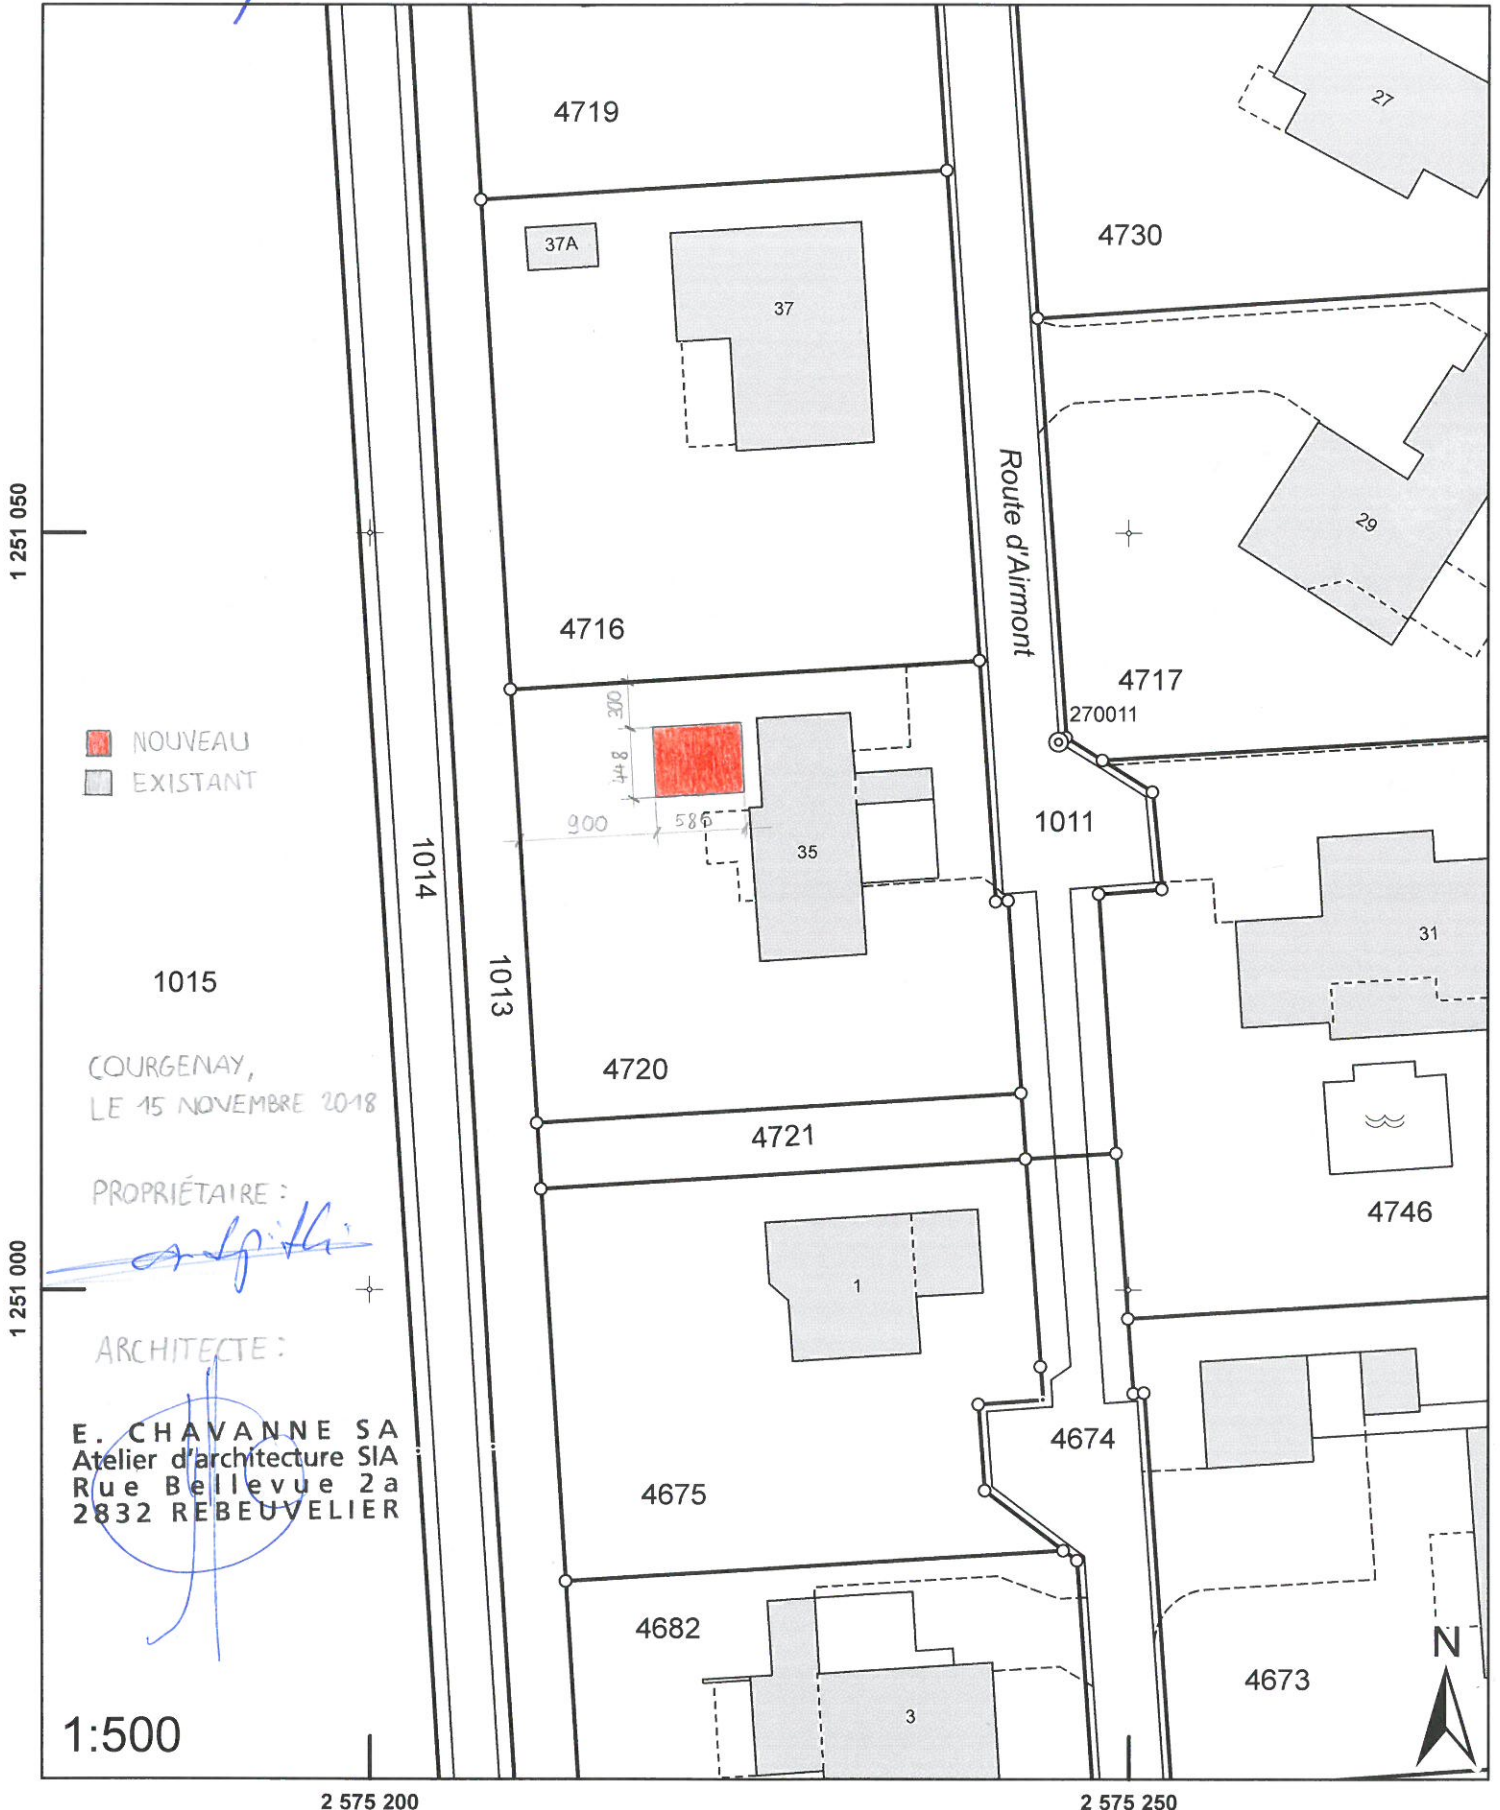 4719
27
37A
37
4730
1 251 050
Route d'Airmont
29
4716
4717
270011
300
NOUVEAU
448
EXISTANT
900
586
1011
35
1014
31
1015
1013
COURGENAY,
LE 15 NOVEMBRE 2018
4720
4721
PROPRIÉTAIRE :
4746
1 251 000
1
ARCHITECTE :
E. CHAVANNE SA
Atelier d'architecture SIA
Rue Bellevue 2a
2832 REBEUVELIER
4674
4675
4682
N
4673
3
1:500
2 575 200
2 575 250